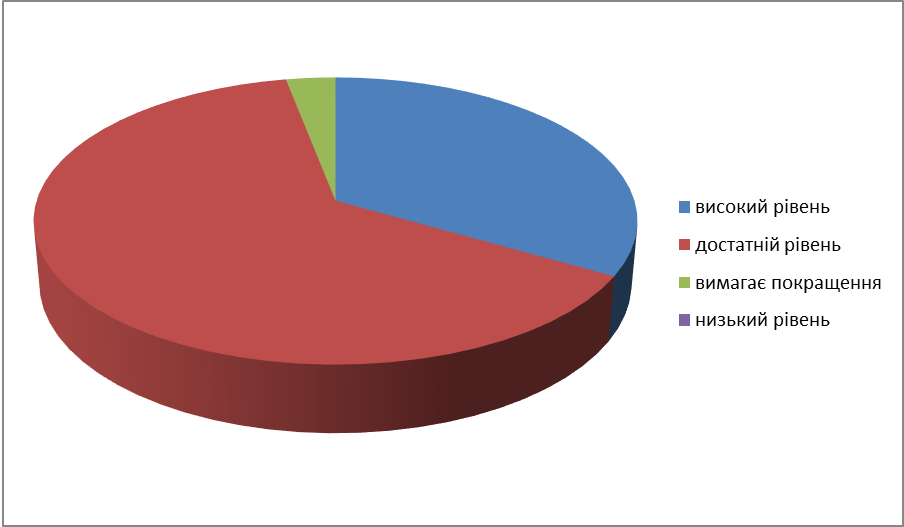 високий рівень
достатній рівень
вимагає покращення
низький рівень